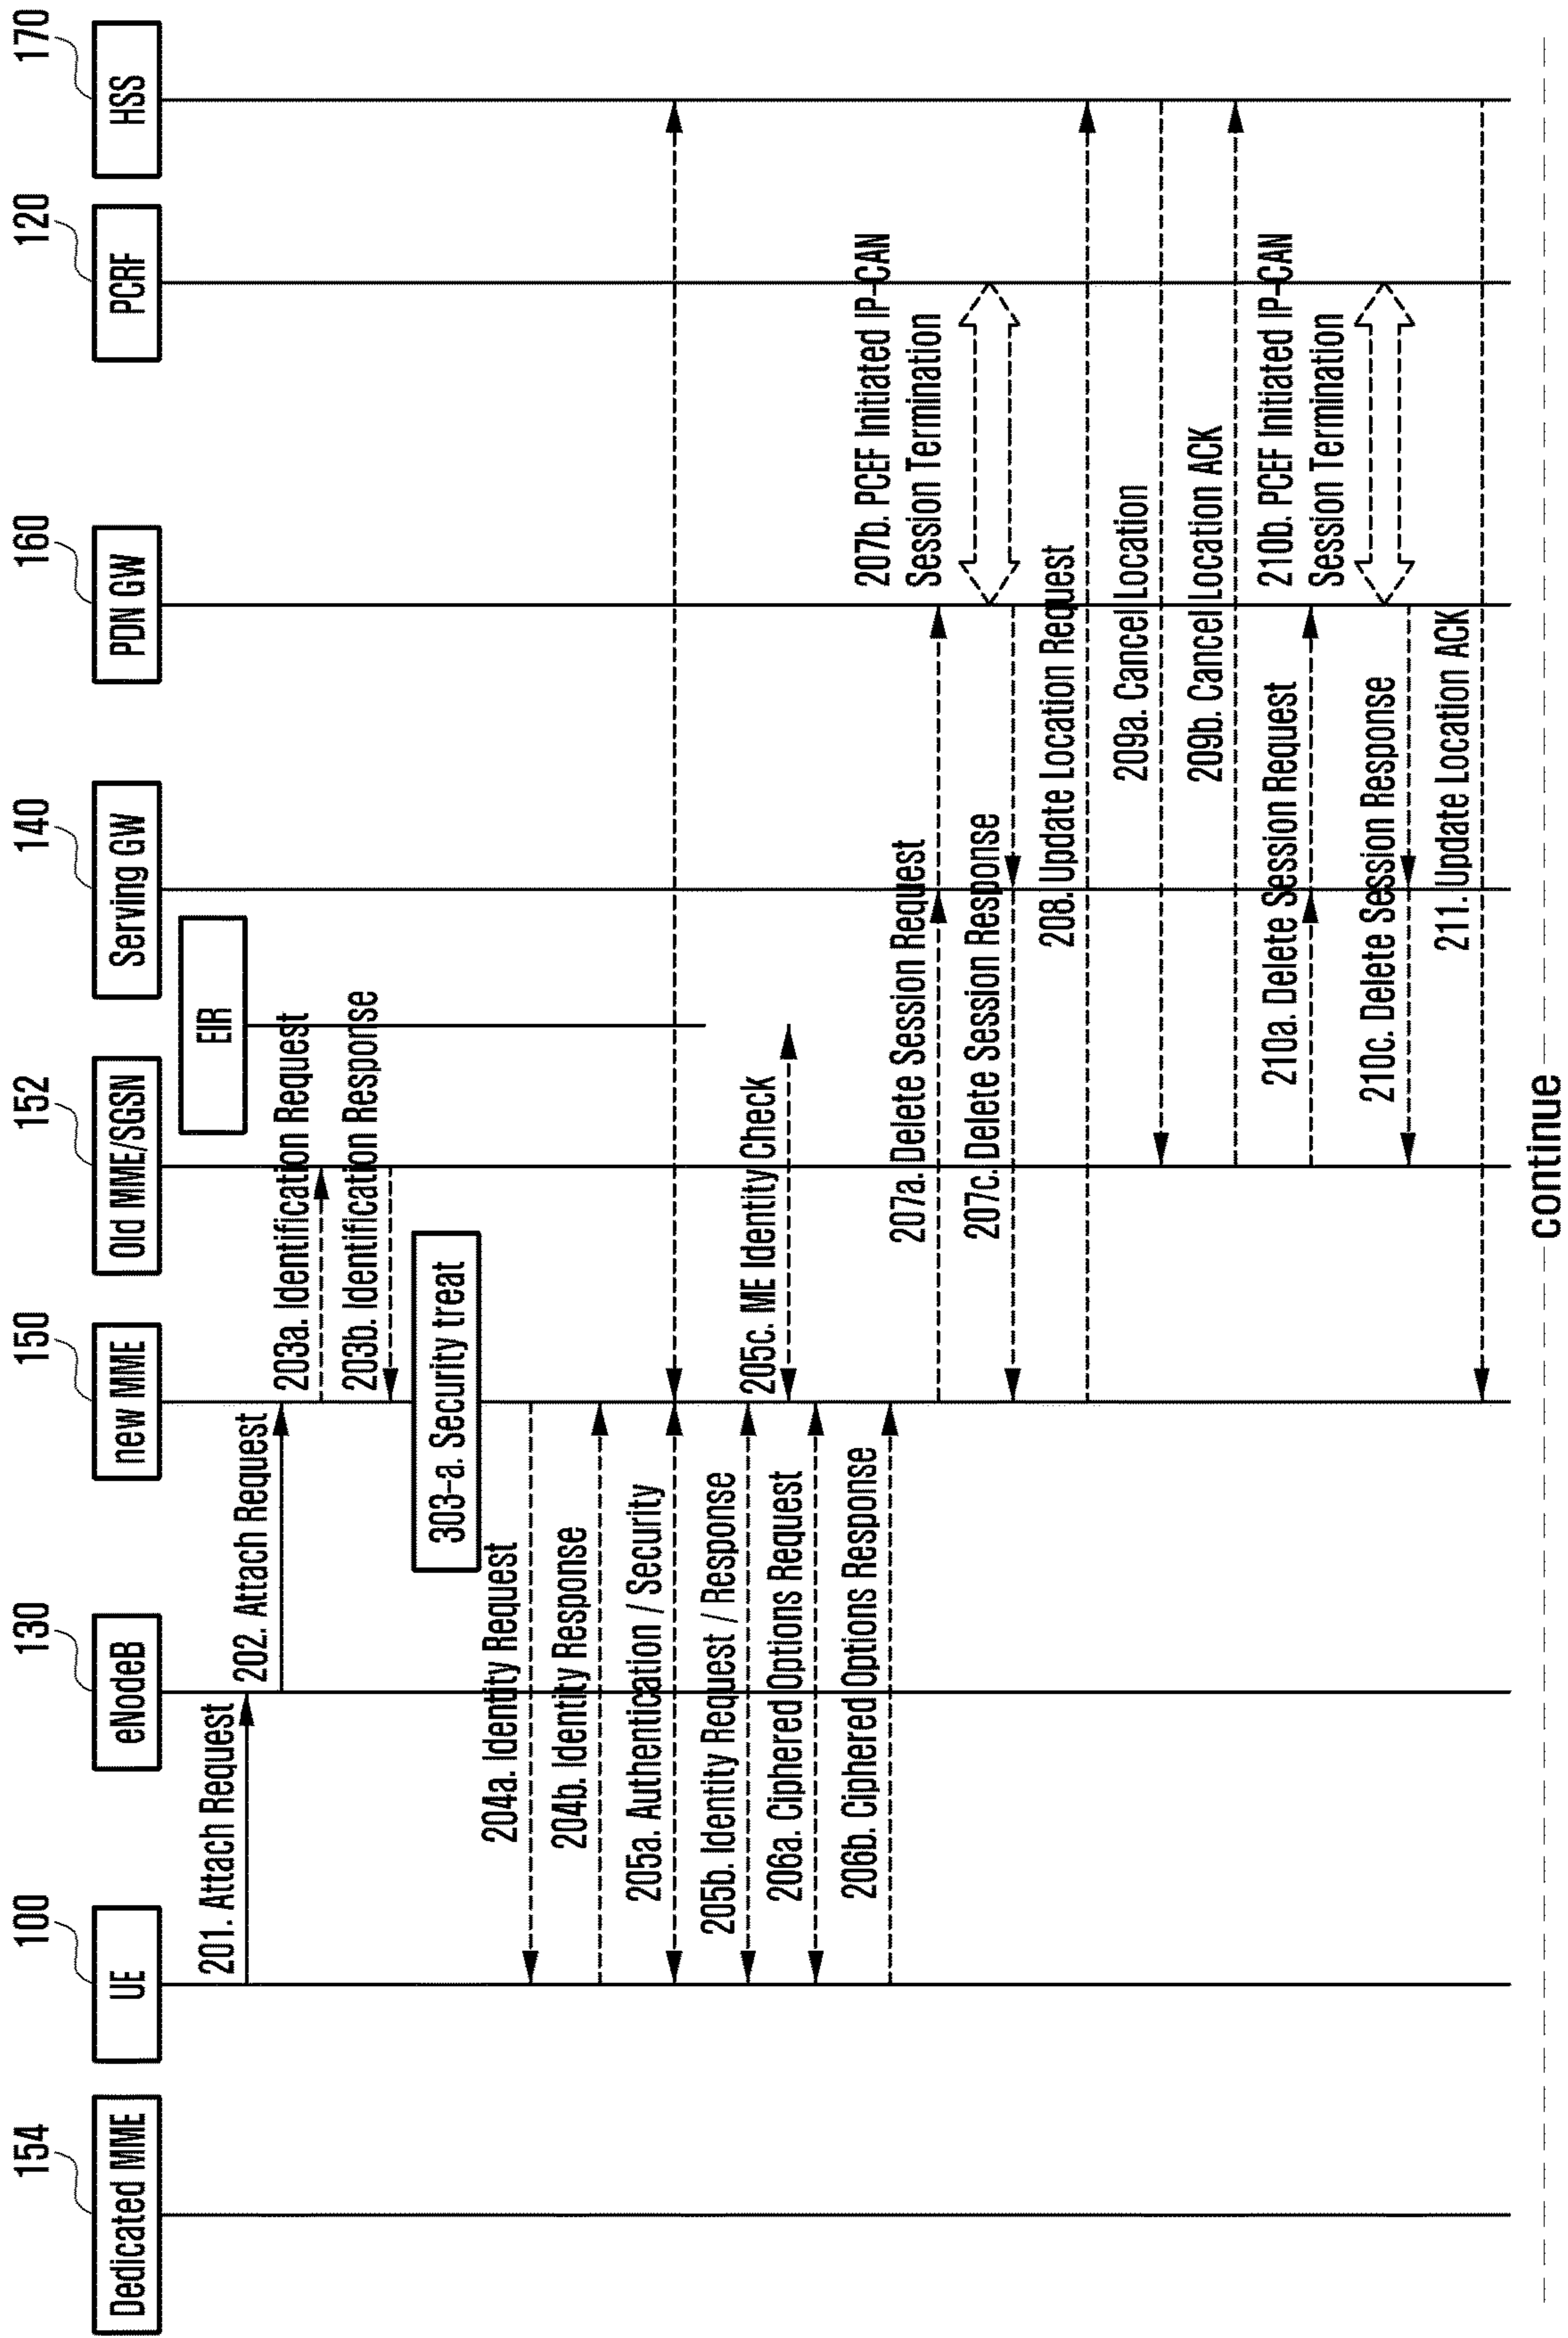 154
100
130
150
152
140
160
120
170
Dedicated MME
UE
eNodeB
new MME
Old MME/SGSN
Serving GW
PDN GW
PCRF
HSS
EIR
201. Attach Request
202. Attach Request
203a. Identification Request
203b. Identification Response
303-a. Security treat
204a. Identity Request
204b. Identity Response
205a. Authentication / Security
205b. Identity Request / Response
205c. ME Identity Check
206a. Ciphered Options Request
206b. Ciphered Options Response
207a. Delete Session Request
207b. PCEF Initiated IP-CAN
Session Termination
207c. Delete Session Response
208. Update Location Request
209a. Cancel Location
209b. Cancel Location ACK
210a. Delete Session Request
210b. PCEF Initiated IP-CAN
Session Termination
210c. Delete Session Response
211. Update Location ACK
continue